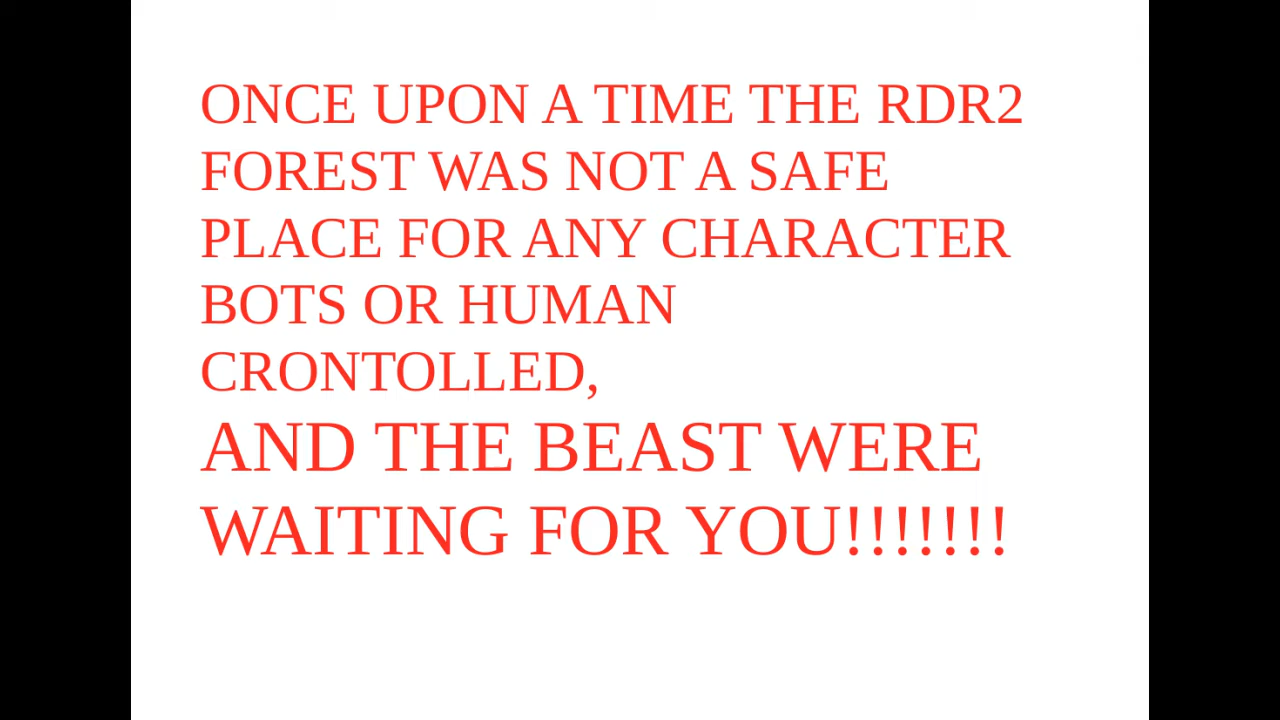 ONCE UPON A TIME THE RDR2
FOREST WAS NOT A SAFE
PLACE FOR ANY CHARACTER
BOTS OR HUMAN
CRONTOLLED,
AND THE BEAST WERE
WAITING FOR YOU!!!!!!!